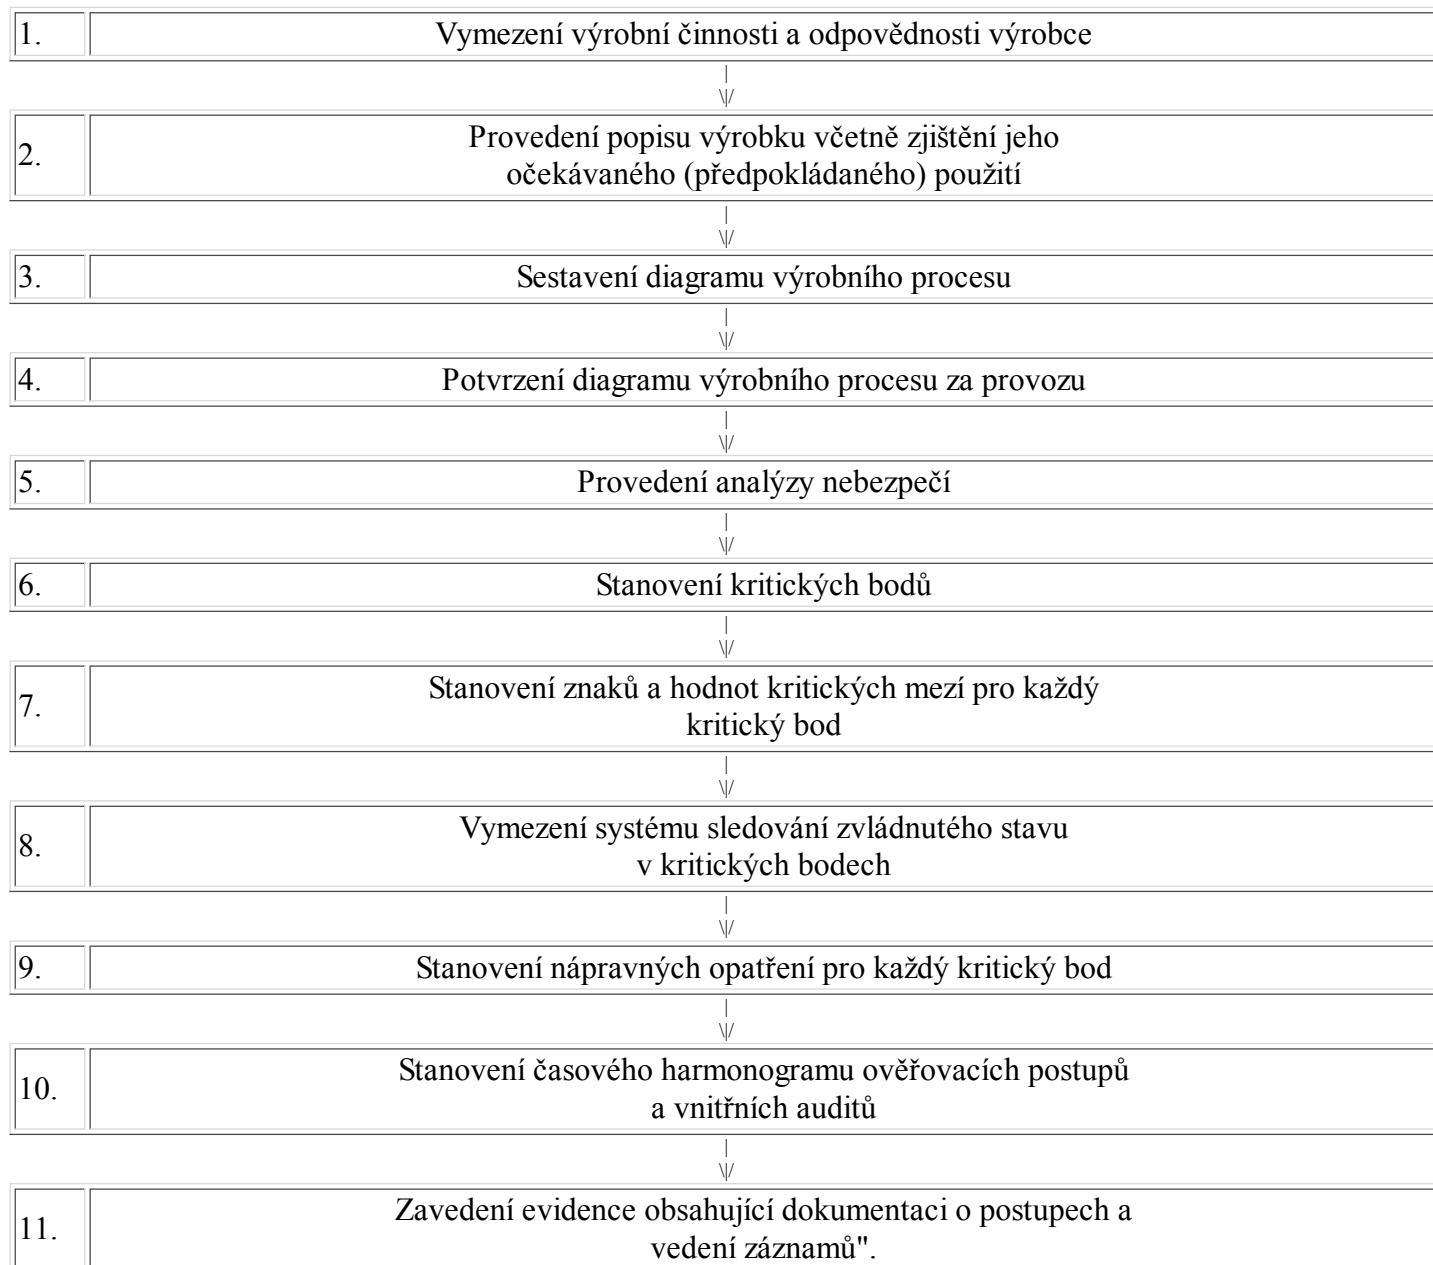 1. Vymezení výrobní činnosti a odpovědnosti výrobce
|
\|/
2. Provedení popisu výrobku včetně zjištění jeho
očekávaného (předpokládaného) použití
|
\|/
3. Sestavení diagramu výrobního procesu
|
\|/
4. Potvrzení diagramu výrobního procesu za provozu
|
\|/
5. Provedení analýzy nebezpečí
|
\|/
6. Stanovení kritických bodů
|
\|/
7. Stanovení znaků a hodnot kritických mezí pro každý
kritický bod
|
\|/
8. Vymezení systému sledování zvládnutého stavu
v kritických bodech
|
\|/
9. Stanovení nápravných opatření pro každý kritický bod
|
\|/
10. Stanovení časového harmonogramu ověřovacích postupů
a vnitřních auditů
|
\|/
11. Zavedení evidence obsahující dokumentaci o postupech a
vedení záznamů".